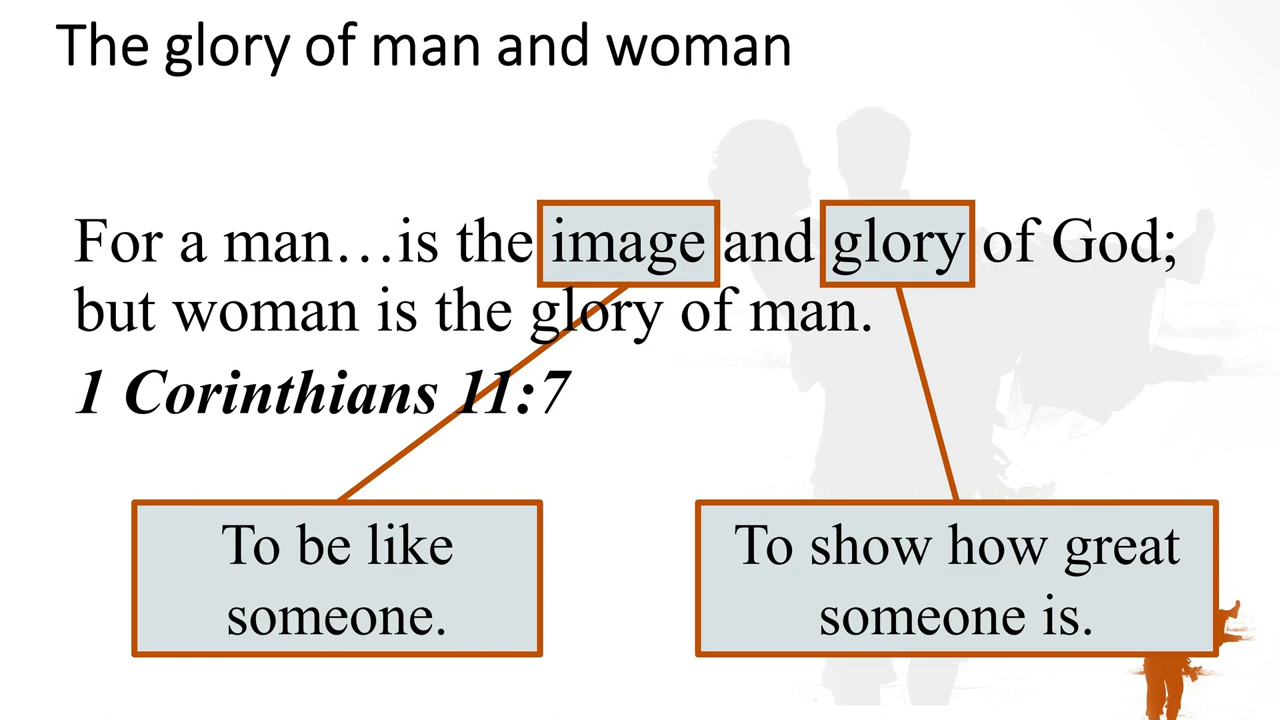 The glory of man and woman
For a man…is the image and glory of God;
but woman is the glory of man.
1 Corinthians 11:7
To be like
someone.
To show how great
someone is.